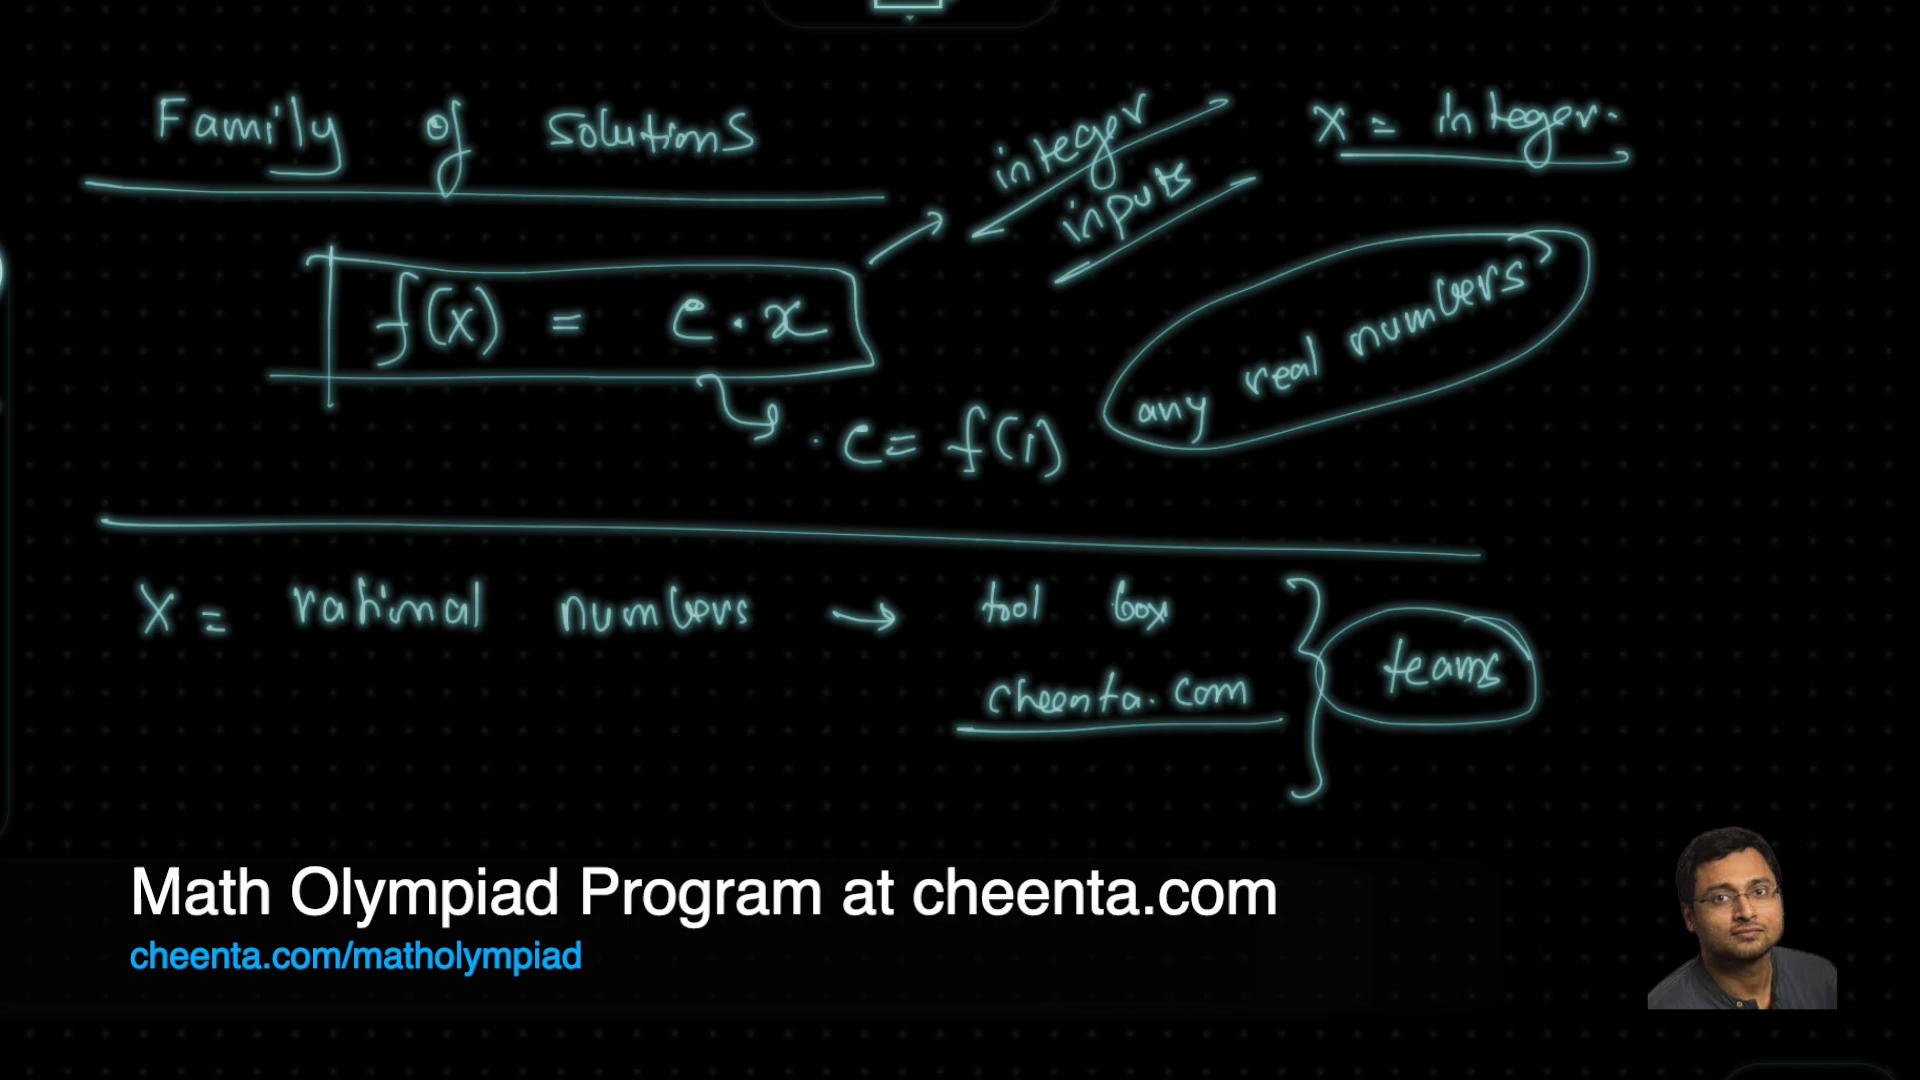 Family of solutions
integer inputs
x = integer.
f(x) = c · x
any real numbers
· c = f(1)
x = rational numbers → tool box
cheenta.com
teams
Math Olympiad Program at cheenta.com
cheenta.com/matholympiad